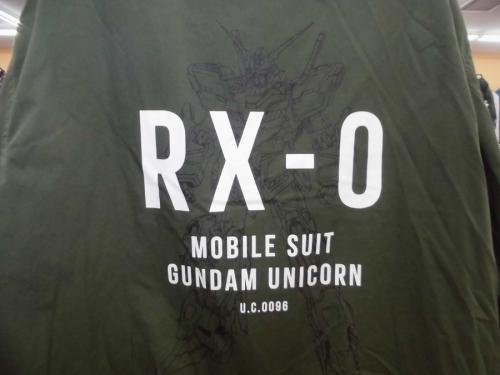 RX-0
MOBILE SUIT
GUNDAM UNICORN
U.C.0096